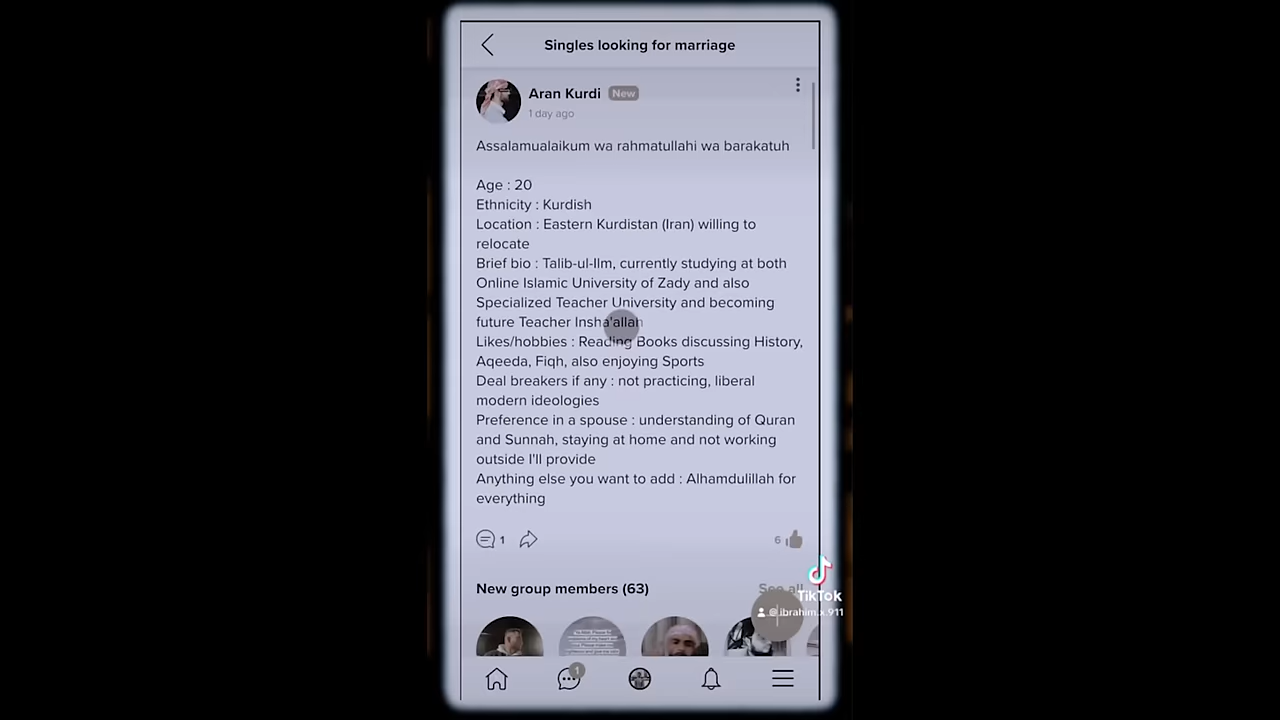 Singles looking for marriage
Aran Kurdi New
1 day ago
Assalamualaikum wa rahmatullahi wa barakatuh
Age : 20
Ethnicity : Kurdish
Location : Eastern Kurdistan (Iran) willing to
relocate
Brief bio : Talib-ul-Ilm, currently studying at both
Online Islamic University of Zady and also
Specialized Teacher University and becoming
future Teacher Insha'allah
Likes/hobbies : Reading Books discussing History,
Aqeeda, Fiqh, also enjoying Sports
Deal breakers if any : not practicing, liberal
modern ideologies
Preference in a spouse : understanding of Quran
and Sunnah, staying at home and not working
outside I'll provide
Anything else you want to add : Alhamdulillah for
everything
1
6
New group members (63)
See all
TikTok
@ibrahim.x.911
1